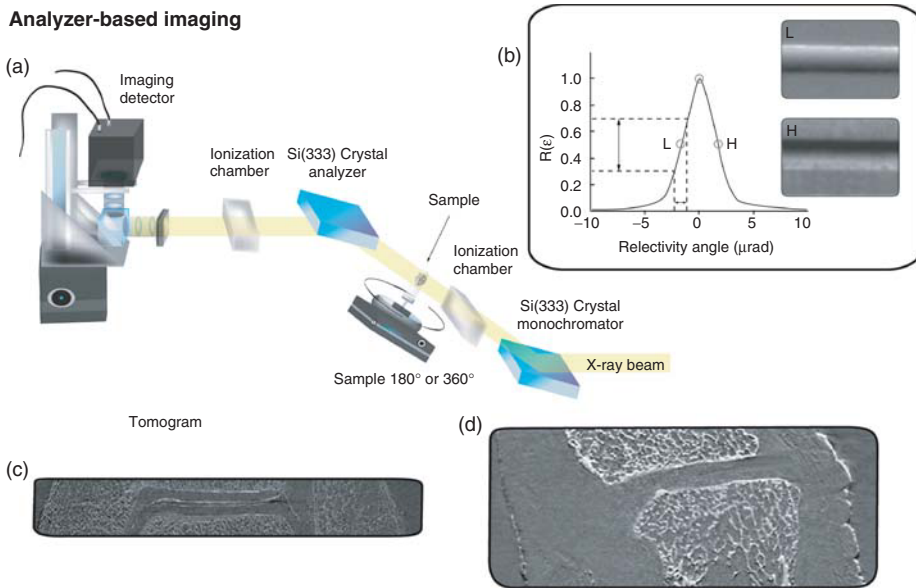 Analyzer-based imaging
(a)
Imaging
detector
Ionization
chamber
Si(333) Crystal
analyzer
Sample
Ionization
chamber
Si(333) Crystal
monochromator
X-ray beam
Sample 180° or 360°
(b)
L
H
1.0
0.8
0.6
0.4
0.2
0.0
R(ε)
L
H
−10
−5
0
5
10
Relectivity angle (μrad)
Tomogram
(c)
(d)